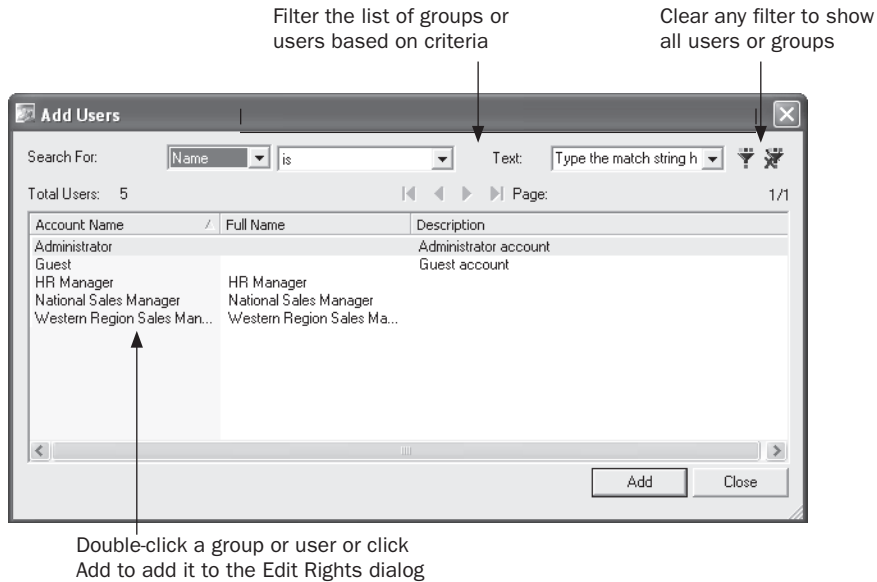 Filter the list of groups or
users based on criteria
Clear any filter to show
all users or groups
Add Users
Search For: Name is Text: Type the match string h
Total Users: 5 Page: 1/1
Account Name Full Name Description
Administrator Administrator account
Guest Guest account
HR Manager HR Manager
National Sales Manager National Sales Manager
Western Region Sales Man... Western Region Sales Ma...
Add Close
Double-click a group or user or click
Add to add it to the Edit Rights dialog